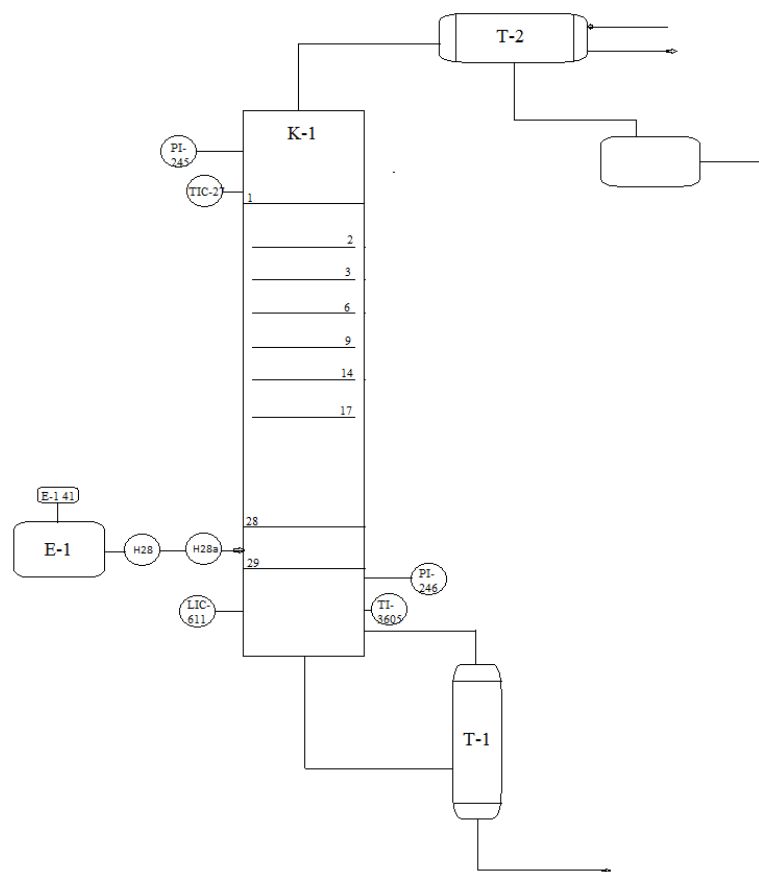 T-2
K-1
PI-
245
TIC-27
1
2
3
6
9
14
17
E-1 41
28
E-1
H28
H28a
29
PI-
246
LIC-
611
TI-
3605
T-1